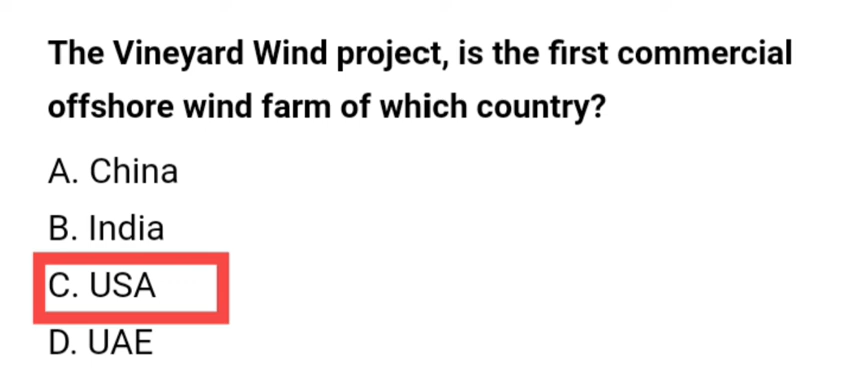 The Vineyard Wind project, is the first commercial
offshore wind farm of which country?
A. China
B. India
C. USA
D. UAE